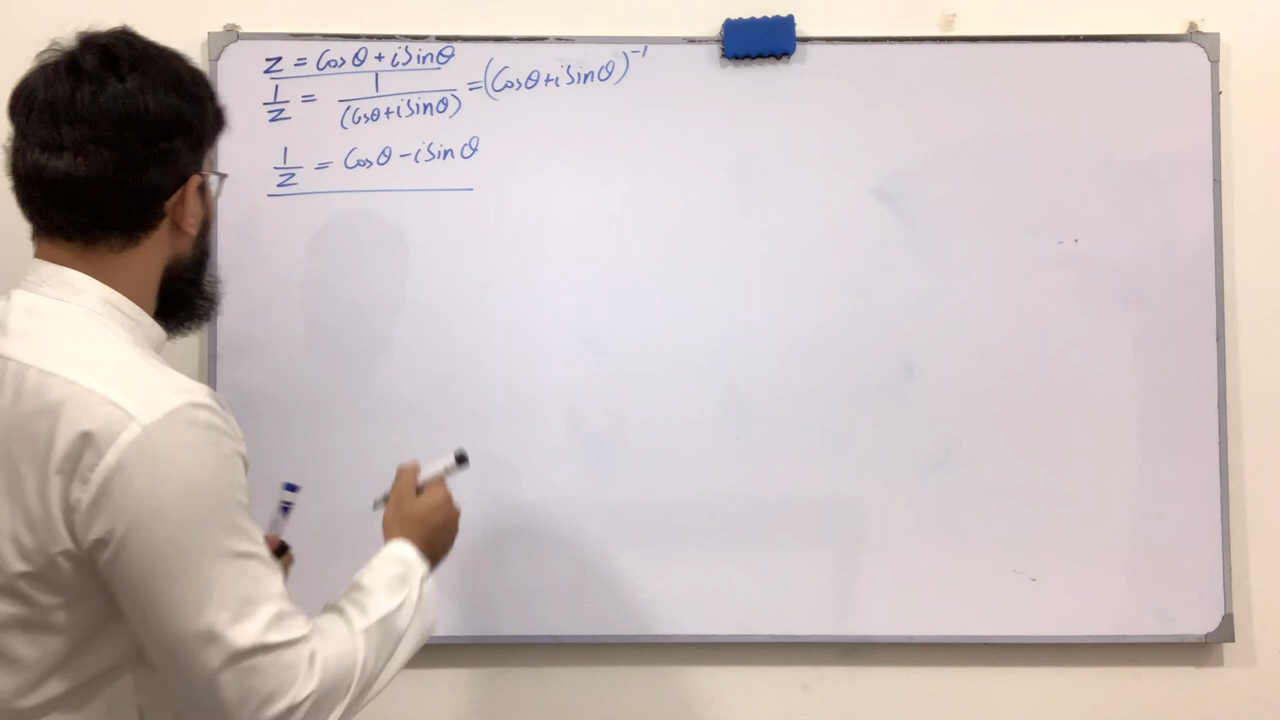 z = Cosθ + iSinθ
1/z = 1/(Cosθ+iSinθ) = (Cosθ+iSinθ)⁻¹
1/z = Cosθ - iSinθ